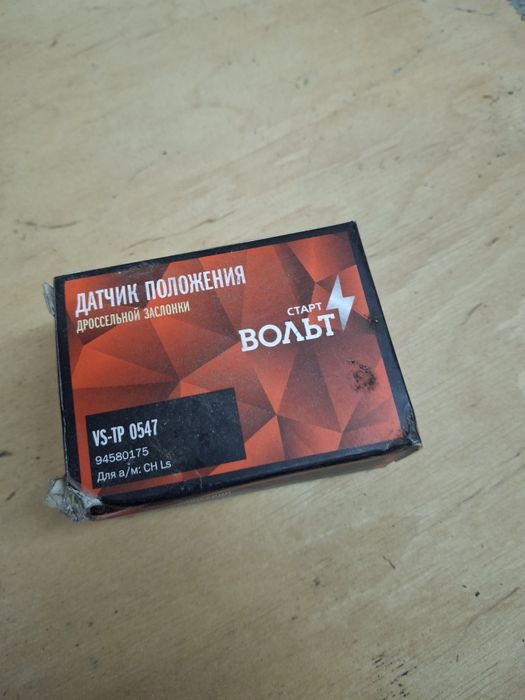 ДАТЧИК ПОЛОЖЕНИЯ
ДРОССЕЛЬНОЙ ЗАСЛОНКИ
СТАРТ
ВОЛЬТ
VS-TP 0547
94580175
Для а/м: CH Ls